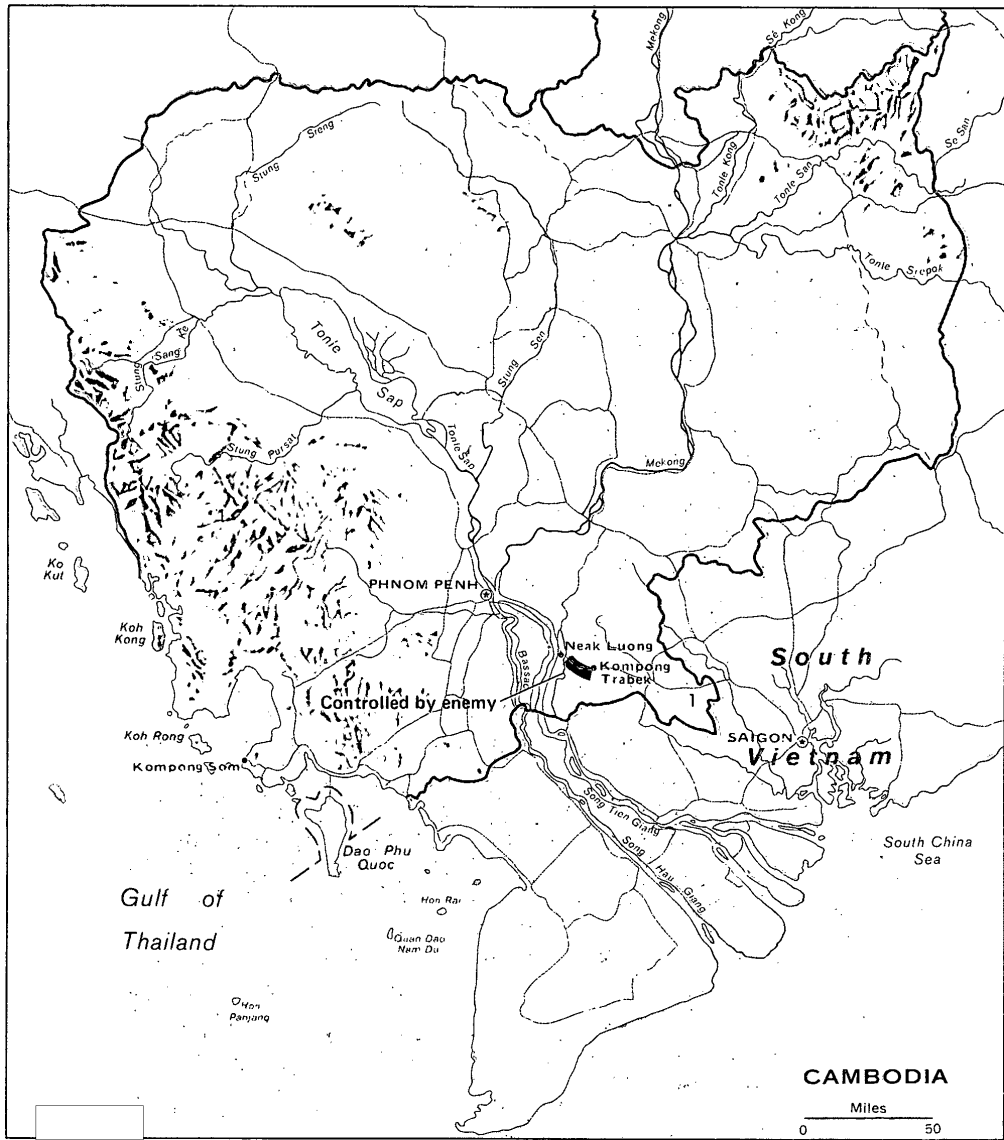 Mekong
Sé Kong
Stung Sreng
Tonle Kong
Tonle San
Se San
Tonle Srepok
Stung Sang Ke
Tonle
Sap
Stung Sen
Stung Pursat
Tonle Sap
Mekong
Ko
Kut
PHNOM PENH
Koh
Kong
Neak Luong
Kompong
Trabek
Bassac
South
Controlled by enemy
1
Koh Rong
SAIGON
Vietnam
Kompong Som
Song Tien Giang
Dao Phu
Quoc
Song Hau Giang
South China
Sea
Gulf of
Thailand
Hon Rai
Quan Dao
Nam Du
Hon
Panjang
CAMBODIA
Miles
0 50